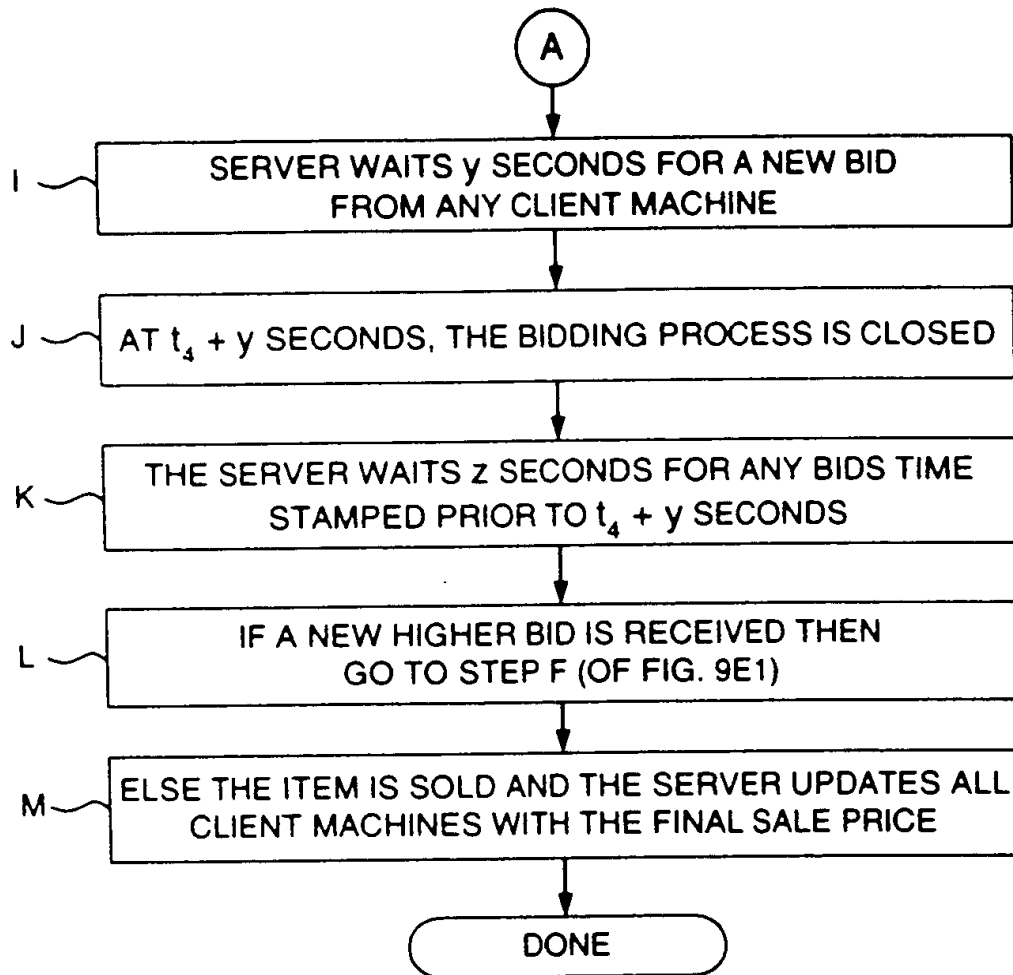 A
I
SERVER WAITS y SECONDS FOR A NEW BID
FROM ANY CLIENT MACHINE
J
AT t₄ + y SECONDS, THE BIDDING PROCESS IS CLOSED
K
THE SERVER WAITS z SECONDS FOR ANY BIDS TIME
STAMPED PRIOR TO t₄ + y SECONDS
L
IF A NEW HIGHER BID IS RECEIVED THEN
GO TO STEP F (OF FIG. 9E1)
M
ELSE THE ITEM IS SOLD AND THE SERVER UPDATES ALL
CLIENT MACHINES WITH THE FINAL SALE PRICE
DONE